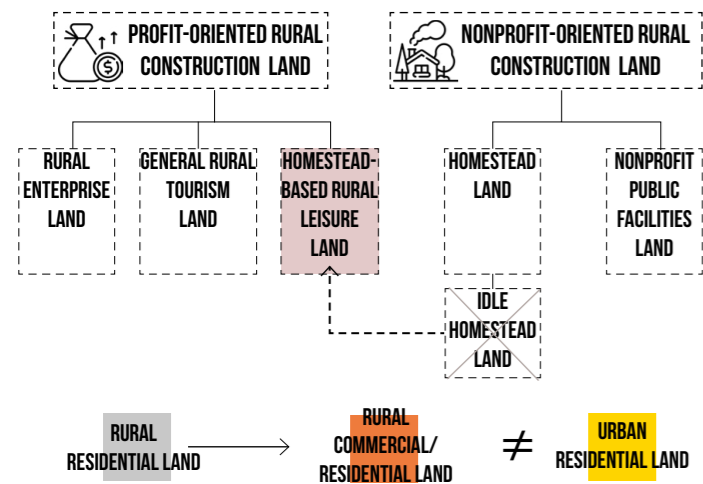 PROFIT-ORIENTED RURAL
CONSTRUCTION LAND
NONPROFIT-ORIENTED RURAL
CONSTRUCTION LAND
RURAL
ENTERPRISE
LAND
GENERAL RURAL
TOURISM
LAND
HOMESTEAD-
BASED RURAL
LEISURE
LAND
HOMESTEAD
LAND
NONPROFIT
PUBLIC
FACILITIES
LAND
IDLE
HOMESTEAD
LAND
RURAL
RESIDENTIAL LAND
RURAL
COMMERCIAL/
RESIDENTIAL LAND
≠
URBAN
RESIDENTIAL LAND